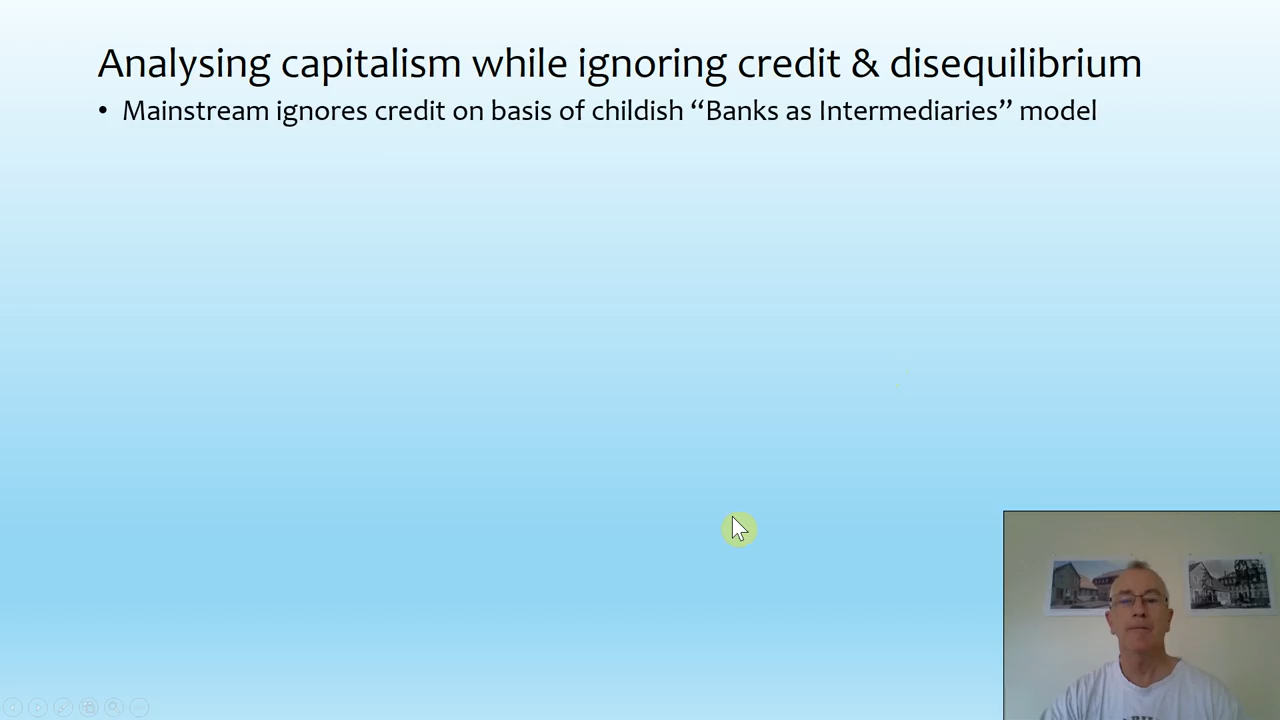 Analysing capitalism while ignoring credit & disequilibrium
• Mainstream ignores credit on basis of childish “Banks as Intermediaries” model